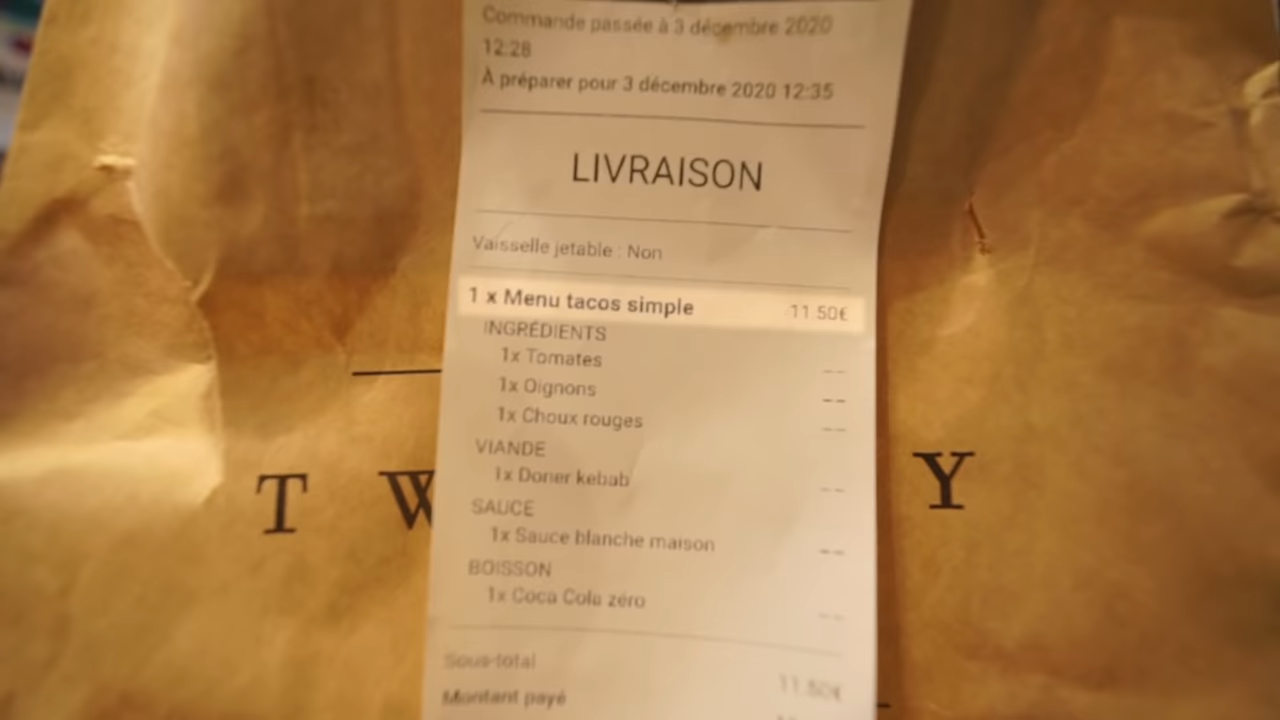 Commande passée à 3 décembre 2020
12:28
À préparer pour 3 décembre 2020 12:35
LIVRAISON
Vaisselle jetable : Non
1 x Menu tacos simple 11.50€
INGRÉDIENTS
1x Tomates --
1x Oignons --
1x Choux rouges --
VIANDE
1x Doner kebab --
SAUCE
1x Sauce blanche maison --
BOISSON
1x Coca Cola zéro --
Sous-total 11.50€
Montant payé
T W Y